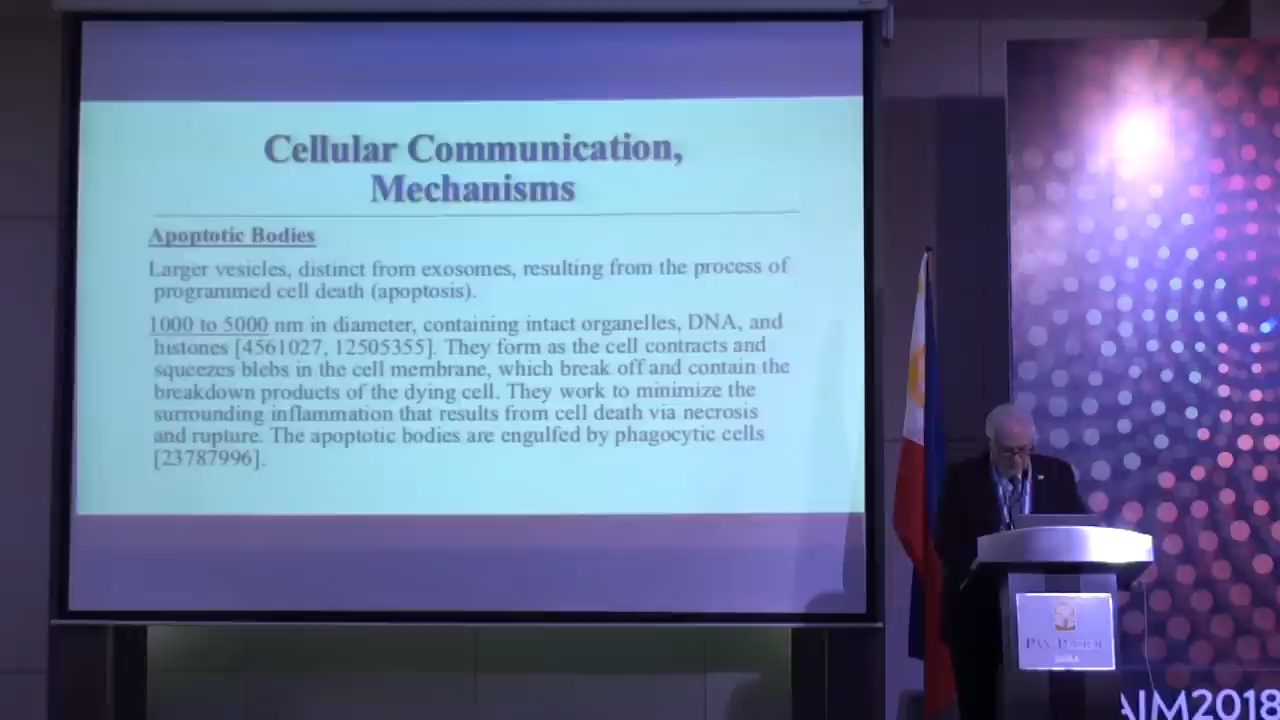 Cellular Communication,
Mechanisms
Apoptotic Bodies
Larger vesicles, distinct from exosomes, resulting from the process of
programmed cell death (apoptosis).
1000 to 5000 nm in diameter, containing intact organelles, DNA, and
histones [4561027, 12505355]. They form as the cell contracts and
squeezes blebs in the cell membrane, which break off and contain the
breakdown products of the dying cell. They work to minimize the
surrounding inflammation that results from cell death via necrosis
and rupture. The apoptotic bodies are engulfed by phagocytic cells
[23787996].
PAN PACIFIC
AIM2018